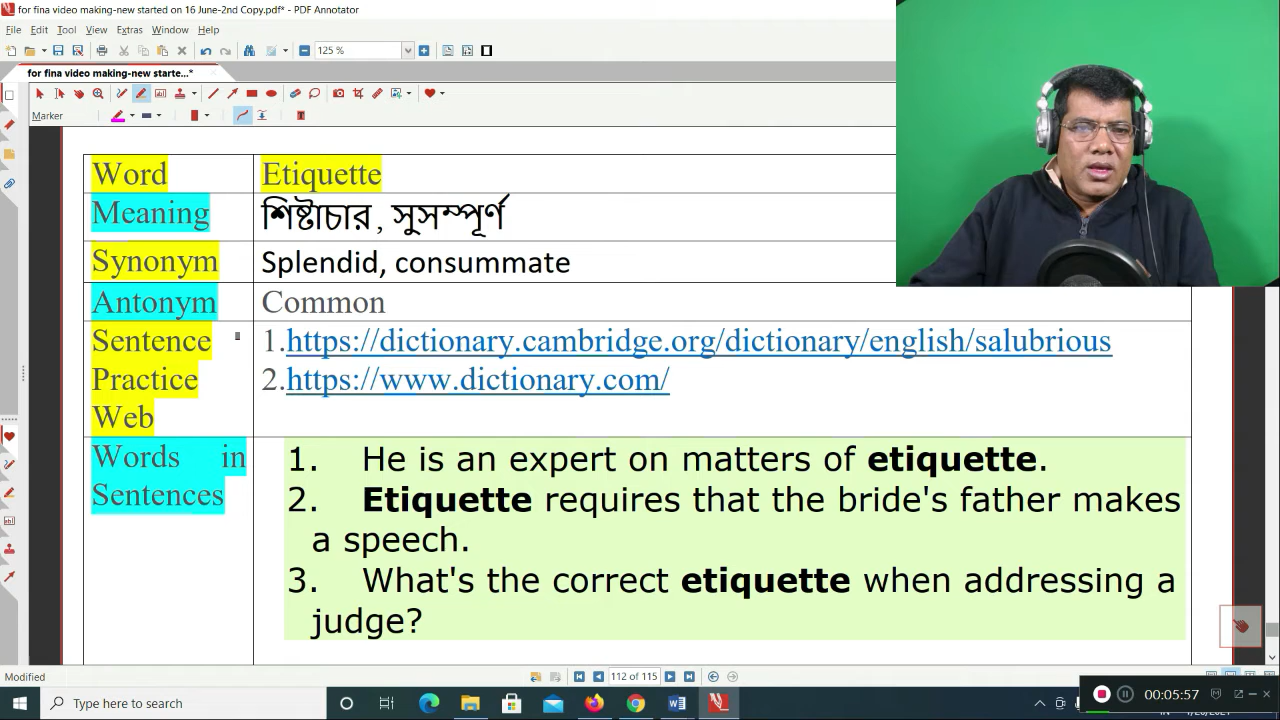 for fina video making-new started on 16 June-2nd Copy.pdf* - PDF Annotator
File Edit Tool View Extras Window Help
125 %
for fina video making-new starte...*
Marker
Word Etiquette
Meaning শিষ্টাচার, সুসম্পূর্ণ
Synonym Splendid, consummate
Antonym Common
Sentence 1.https://dictionary.cambridge.org/dictionary/english/salubrious
Practice 2.https://www.dictionary.com/
Web
Words in 1. He is an expert on matters of etiquette.
Sentences 2. Etiquette requires that the bride's father makes
a speech.
3. What's the correct etiquette when addressing a
judge?
Modified 112 of 115
Type here to search
00:05:57